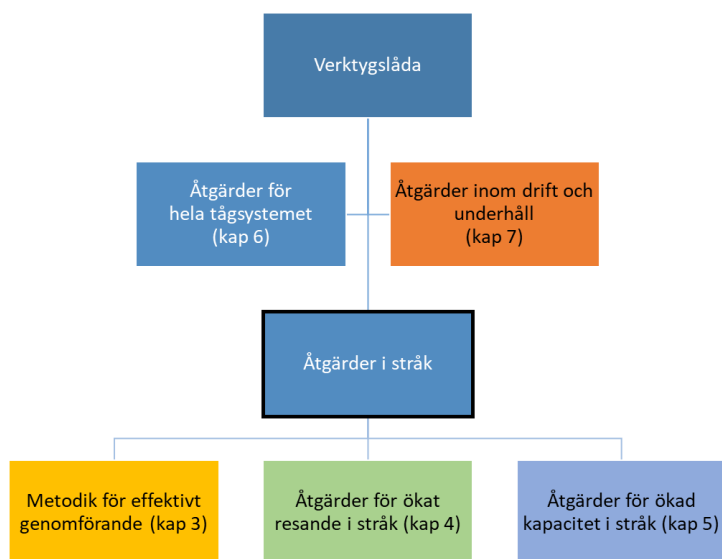 Verktygslåda
Åtgärder för
hela tågsystemet
(kap 6)
Åtgärder inom drift och
underhåll
(kap 7)
Åtgärder i stråk
Metodik för effektivt
genomförande (kap 3)
Åtgärder för ökat
resande i stråk (kap 4)
Åtgärder för ökad
kapacitet i stråk (kap 5)